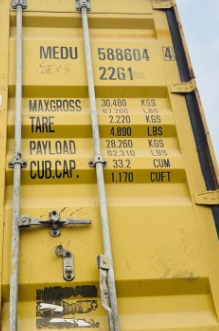 MEDU 588604 4
22G1
MAXGROSS 30.480 KGS
67,200 LBS
TARE 2.220 KGS
4.890 LBS
PAYLOAD 28,260 KGS
62,310 LBS
CUB.CAP. 33.2 CUM
1.170 CUFT